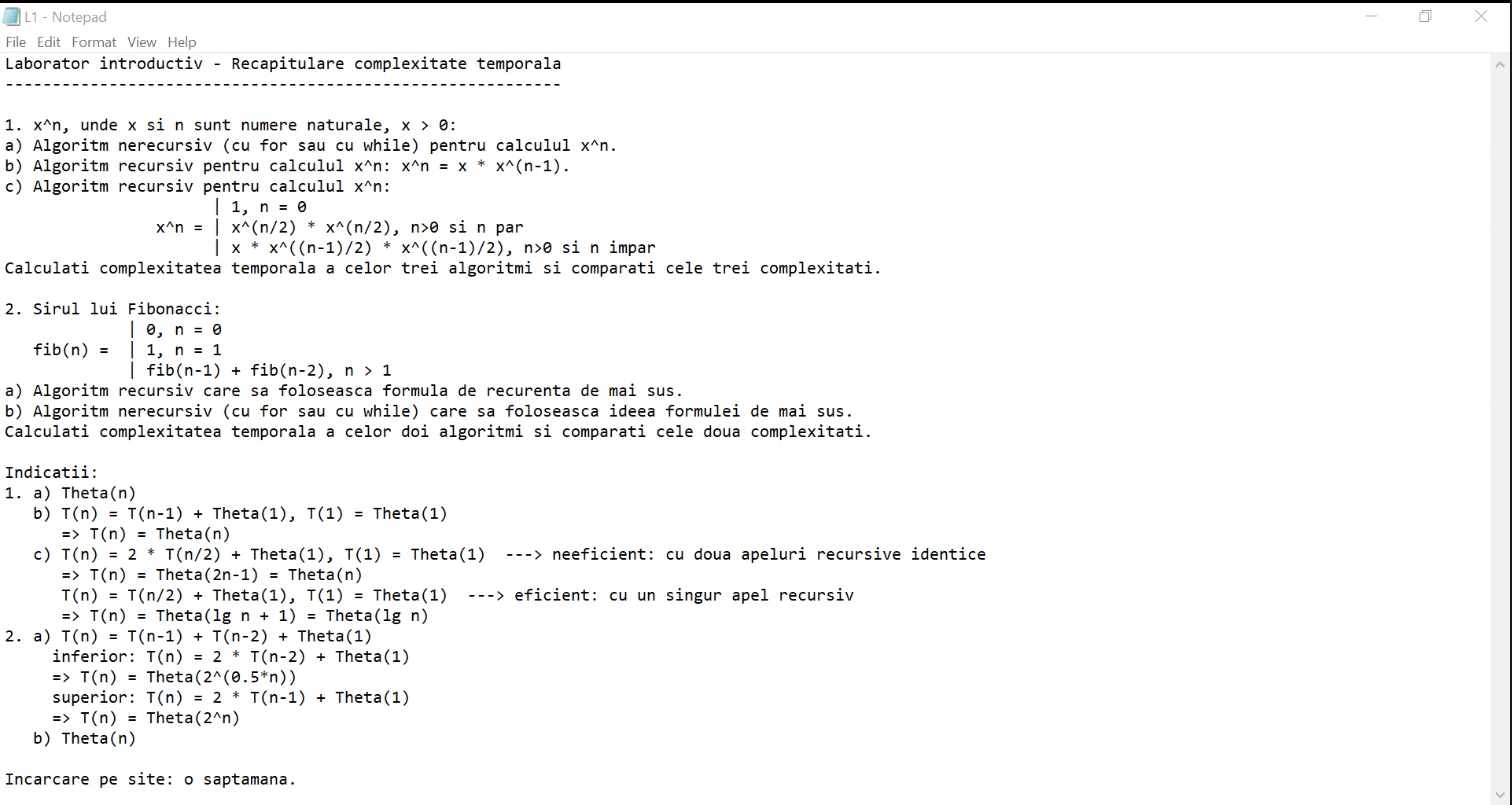 L1 - Notepad
File Edit Format View Help
Laborator introductiv - Recapitulare complexitate temporala
-----------------------------------------------------------
1. x^n, unde x si n sunt numere naturale, x > 0:
a) Algoritm nerecursiv (cu for sau cu while) pentru calculul x^n.
b) Algoritm recursiv pentru calculul x^n: x^n = x * x^(n-1).
c) Algoritm recursiv pentru calculul x^n:
| 1, n = 0
x^n = | x^(n/2) * x^(n/2), n>0 si n par
| x * x^((n-1)/2) * x^((n-1)/2), n>0 si n impar
Calculati complexitatea temporala a celor trei algoritmi si comparati cele trei complexitati.
2. Sirul lui Fibonacci:
| 0, n = 0
fib(n) = | 1, n = 1
| fib(n-1) + fib(n-2), n > 1
a) Algoritm recursiv care sa foloseasca formula de recurenta de mai sus.
b) Algoritm nerecursiv (cu for sau cu while) care sa foloseasca ideea formulei de mai sus.
Calculati complexitatea temporala a celor doi algoritmi si comparati cele doua complexitati.
Indicatii:
1. a) Theta(n)
b) T(n) = T(n-1) + Theta(1), T(1) = Theta(1)
=> T(n) = Theta(n)
c) T(n) = 2 * T(n/2) + Theta(1), T(1) = Theta(1) ---> neeficient: cu doua apeluri recursive identice
=> T(n) = Theta(2n-1) = Theta(n)
T(n) = T(n/2) + Theta(1), T(1) = Theta(1) ---> eficient: cu un singur apel recursiv
=> T(n) = Theta(lg n + 1) = Theta(lg n)
2. a) T(n) = T(n-1) + T(n-2) + Theta(1)
inferior: T(n) = 2 * T(n-2) + Theta(1)
=> T(n) = Theta(2^(0.5*n))
superior: T(n) = 2 * T(n-1) + Theta(1)
=> T(n) = Theta(2^n)
b) Theta(n)
Incarcare pe site: o saptamana.